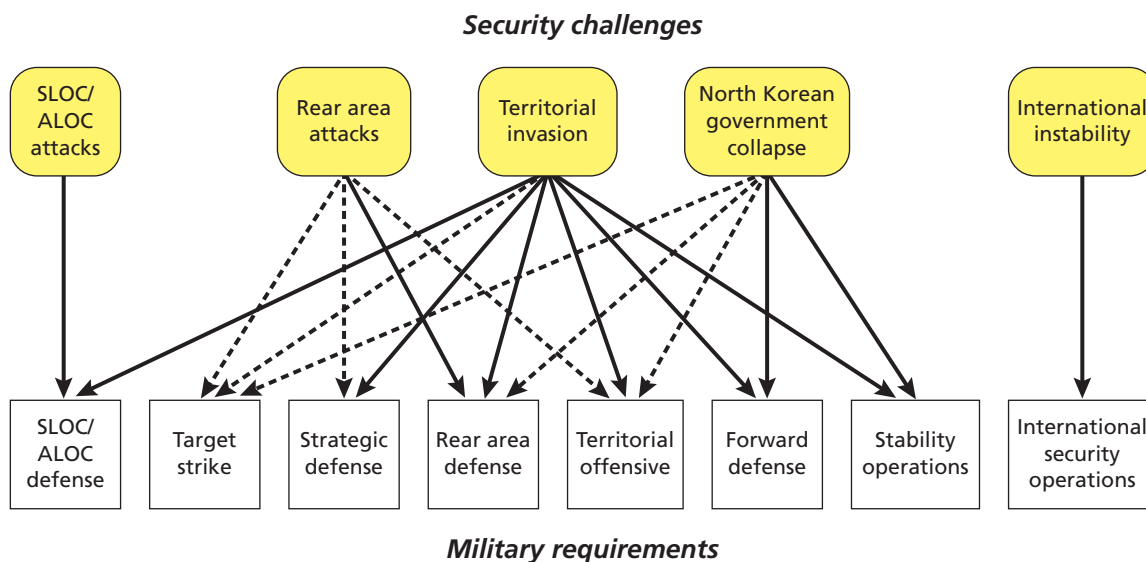 Security challenges
SLOC/
ALOC
attacks
Rear area
attacks
Territorial
invasion
North Korean
government
collapse
International
instability
SLOC/
ALOC
defense
Target
strike
Strategic
defense
Rear area
defense
Territorial
offensive
Forward
defense
Stability
operations
International
security
operations
Military requirements